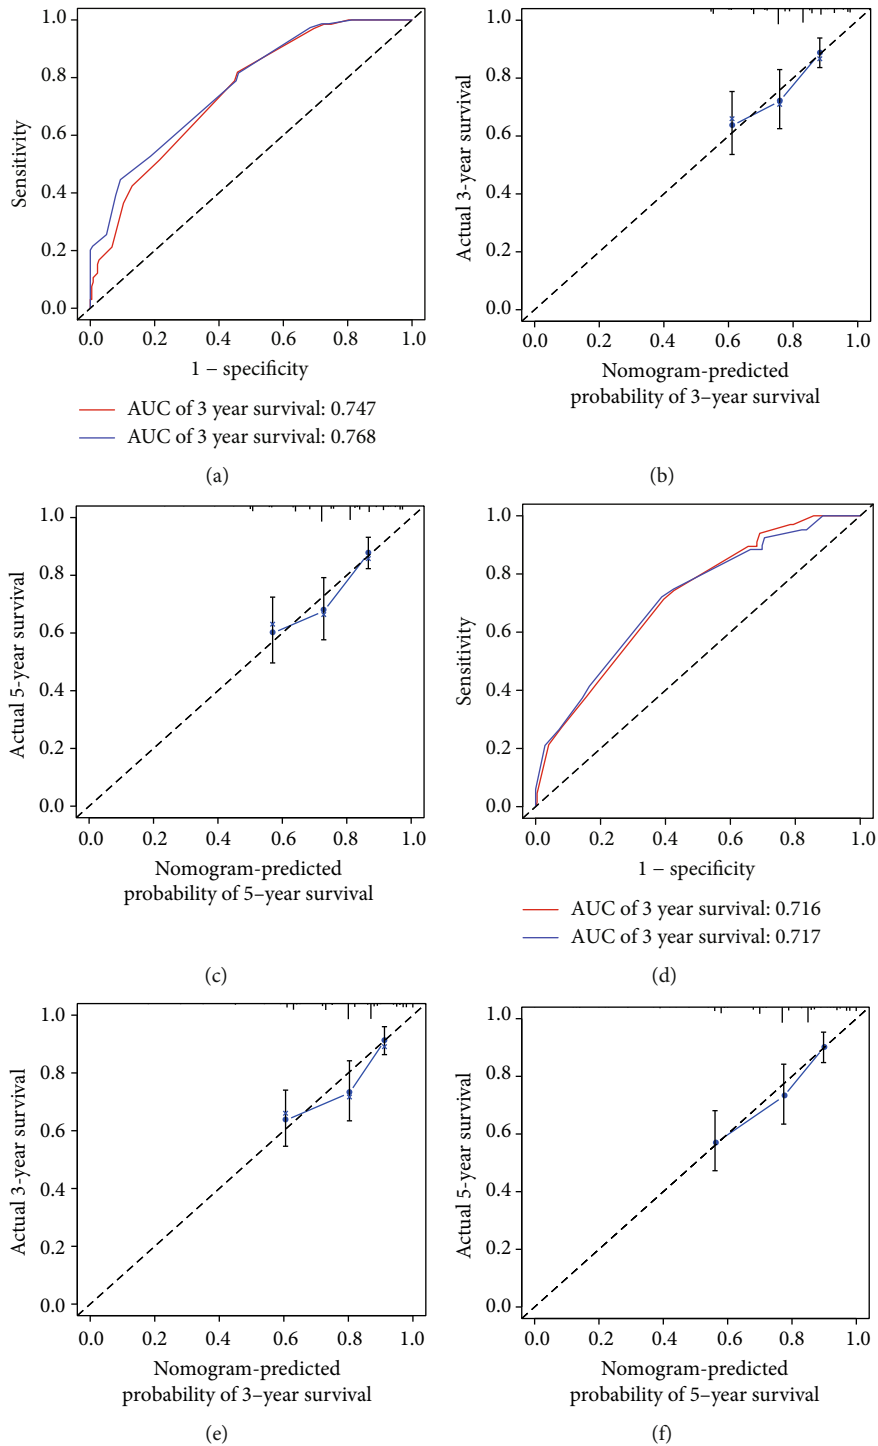 1.0
0.8
0.6
0.4
0.2
0.0
Sensitivity
0.0 0.2 0.4 0.6 0.8 1.0
1 − specificity
AUC of 3 year survival: 0.747
AUC of 3 year survival: 0.768
(a)
1.0
0.8
0.6
0.4
0.2
0.0
Actual 3-year survival
0.0 0.2 0.4 0.6 0.8 1.0
Nomogram-predicted
probability of 3–year survival
(b)
1.0
0.8
0.6
0.4
0.2
0.0
Actual 5-year survival
0.0 0.2 0.4 0.6 0.8 1.0
Nomogram-predicted
probability of 5–year survival
(c)
1.0
0.8
0.6
0.4
0.2
0.0
Sensitivity
0.0 0.2 0.4 0.6 0.8 1.0
1 − specificity
AUC of 3 year survival: 0.716
AUC of 3 year survival: 0.717
(d)
1.0
0.8
0.6
0.4
0.2
0.0
Actual 3-year survival
0.0 0.2 0.4 0.6 0.8 1.0
Nomogram-predicted
probability of 3–year survival
(e)
1.0
0.8
0.6
0.4
0.2
0.0
Actual 5-year survival
0.0 0.2 0.4 0.6 0.8 1.0
Nomogram-predicted
probability of 5–year survival
(f)